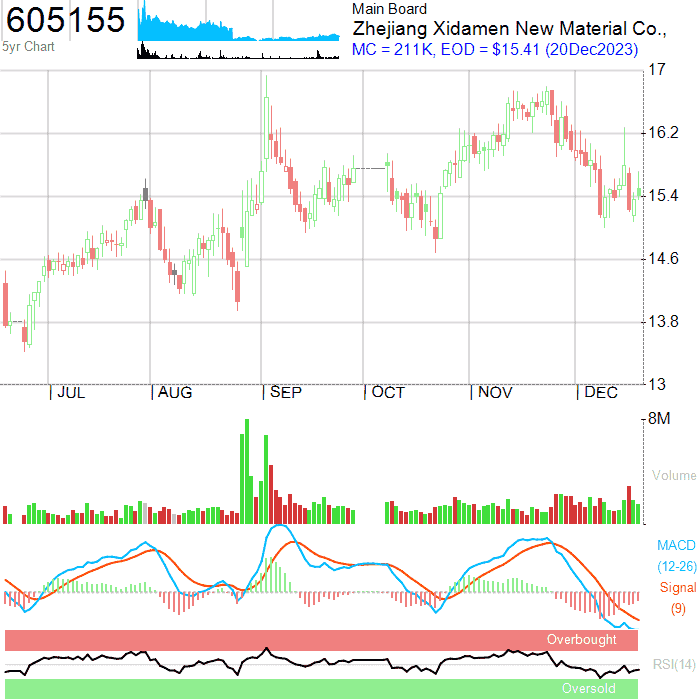 605155
5yr Chart
Main Board
Zhejiang Xidamen New Material Co.,
MC = 211K, EOD = $15.41 (20Dec2023)
17
16.2
15.4
14.6
13.8
13
JUL
AUG
SEP
OCT
NOV
DEC
8M
Volume
MACD
(12-26)
Signal
(9)
Overbought
RSI(14)
Oversold